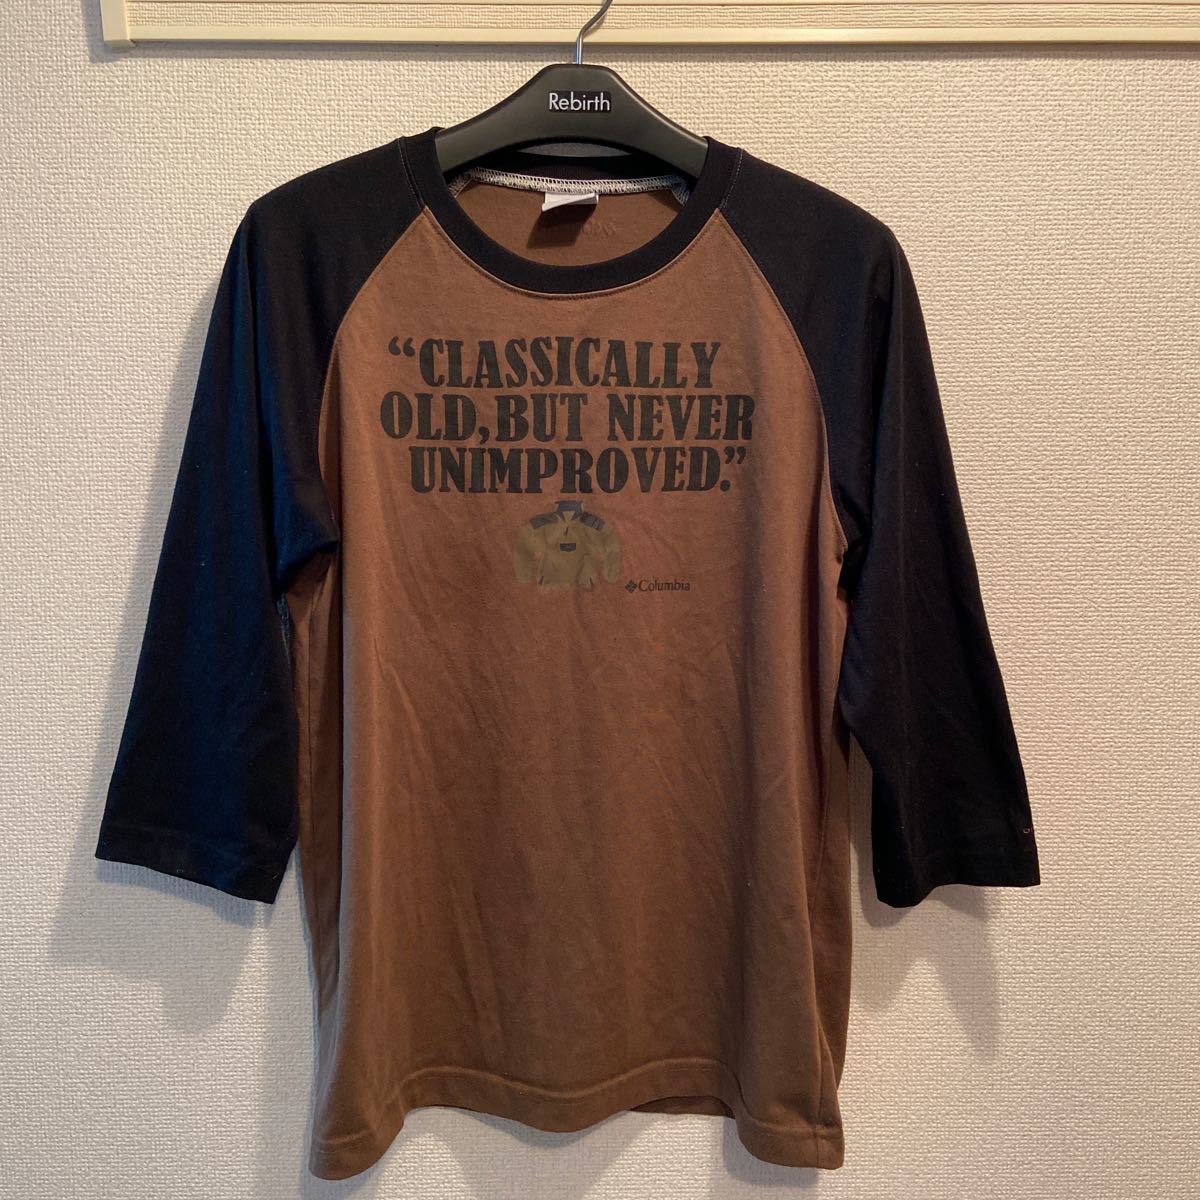 Rebirth
“CLASSICALLY
OLD, BUT NEVER
UNIMPROVED.”
Columbia